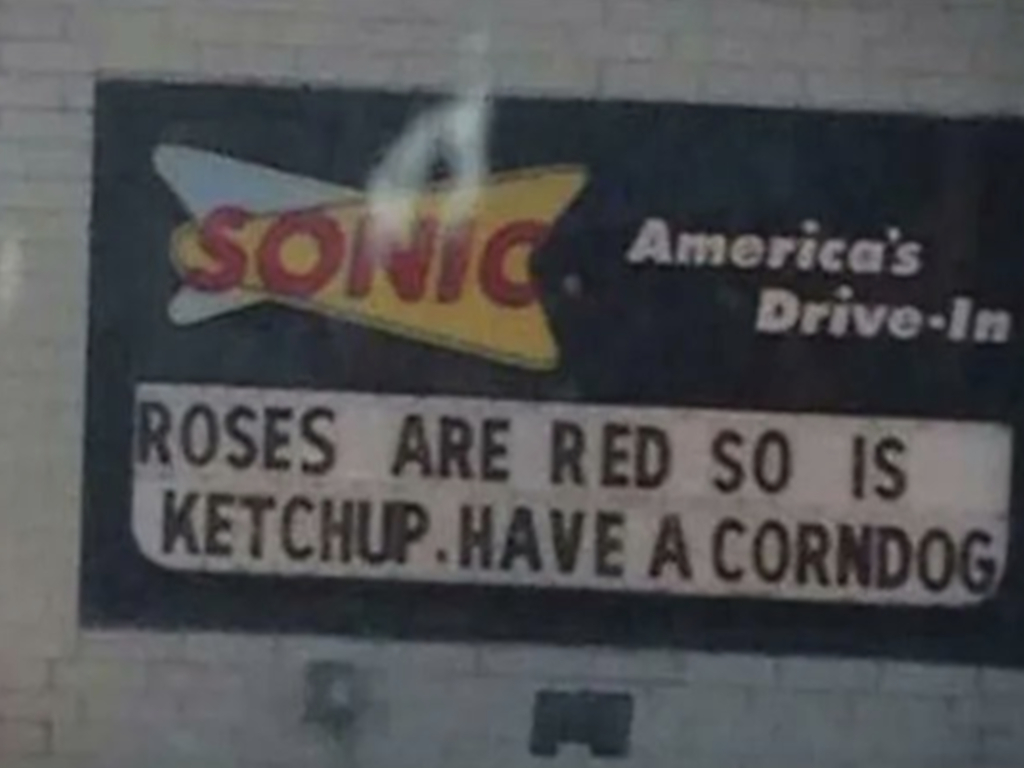 SONIC
America's
Drive-In
ROSES ARE RED SO IS
KETCHUP. HAVE A CORNDOG